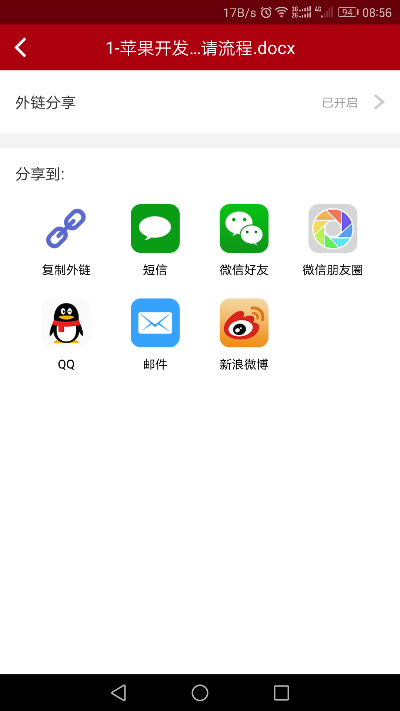 17B/s 94 08:56
1-苹果开发...请流程.docx
外链分享 已开启
分享到:
复制外链 短信 微信好友 微信朋友圈
QQ 邮件 新浪微博